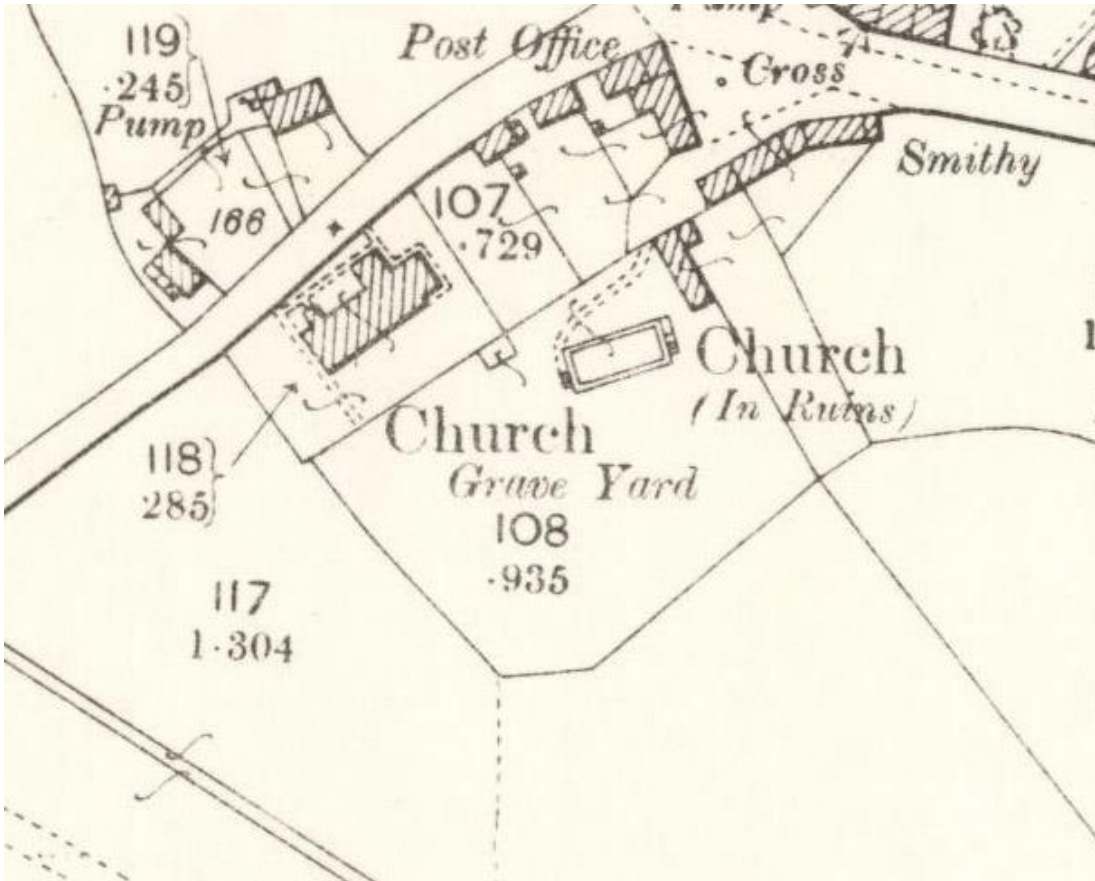 119
·245
Pump
Post Office
Pump
Cross
Smithy
166
107
·729
Church
(In Ruins)
118
·285
Church
Grave Yard
108
·935
117
1·304